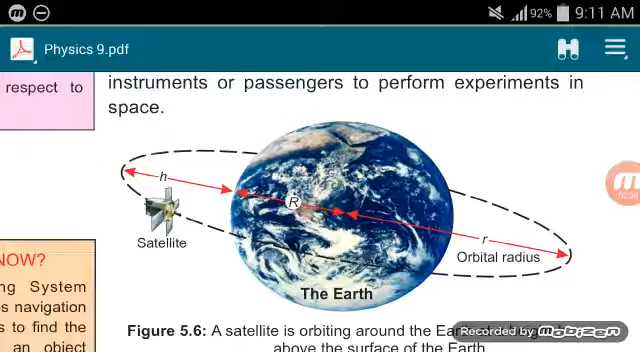 92% 9:11 AM
Physics 9.pdf
respect to
instruments or passengers to perform experiments in
space.
h
R
r
Satellite
Orbital radius
The Earth
NOW?
ng System
es navigation
s to find the
an object
Figure 5.6: A satellite is orbiting around the
above the surface of the Earth
Recorded by mobizen